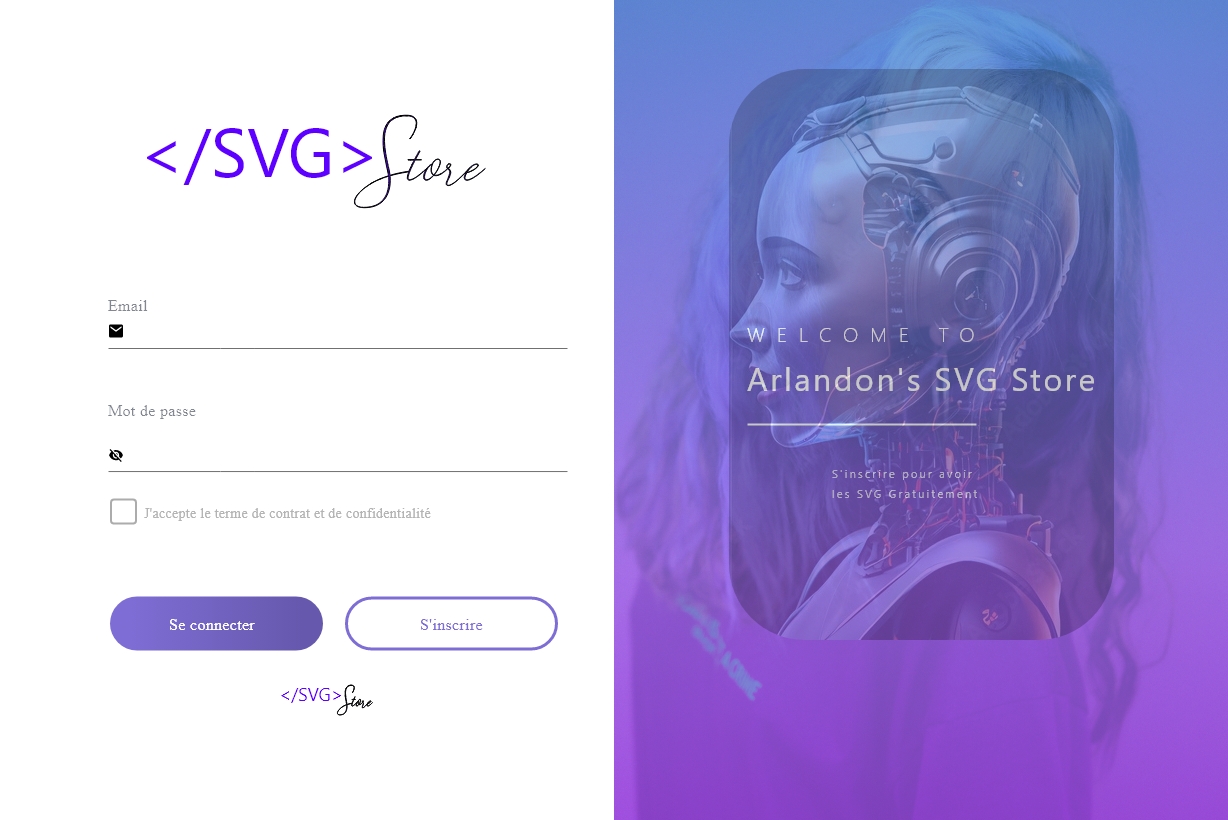 </SVG>Store
Email
Mot de passe
J'accepte le terme de contrat et de confidentialité
Se connecter
S'inscrire
</SVG>Store
WELCOME TO
Arlandon's SVG Store
S'inscrire pour avoir
les SVG Gratuitement